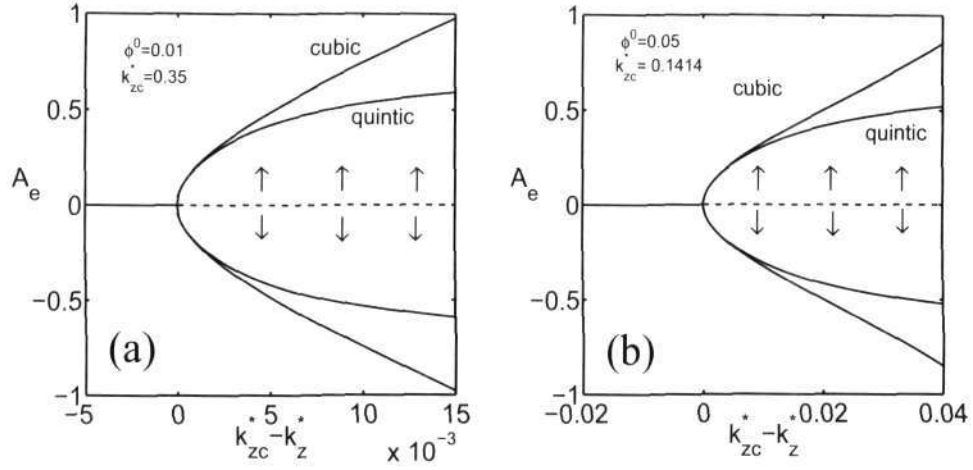 1
cubic
ϕ⁰=0.01
k*zc=0.35
0.5
quintic
Ae
0
−0.5
(a)
−1
−5
0
5
10
15
k*zc−k*z
x 10⁻³
1
ϕ⁰=0.05
k*zc= 0.1414
cubic
0.5
quintic
Ae
0
−0.5
(b)
−1
−0.02
0
0.02
0.04
k*zc−k*z